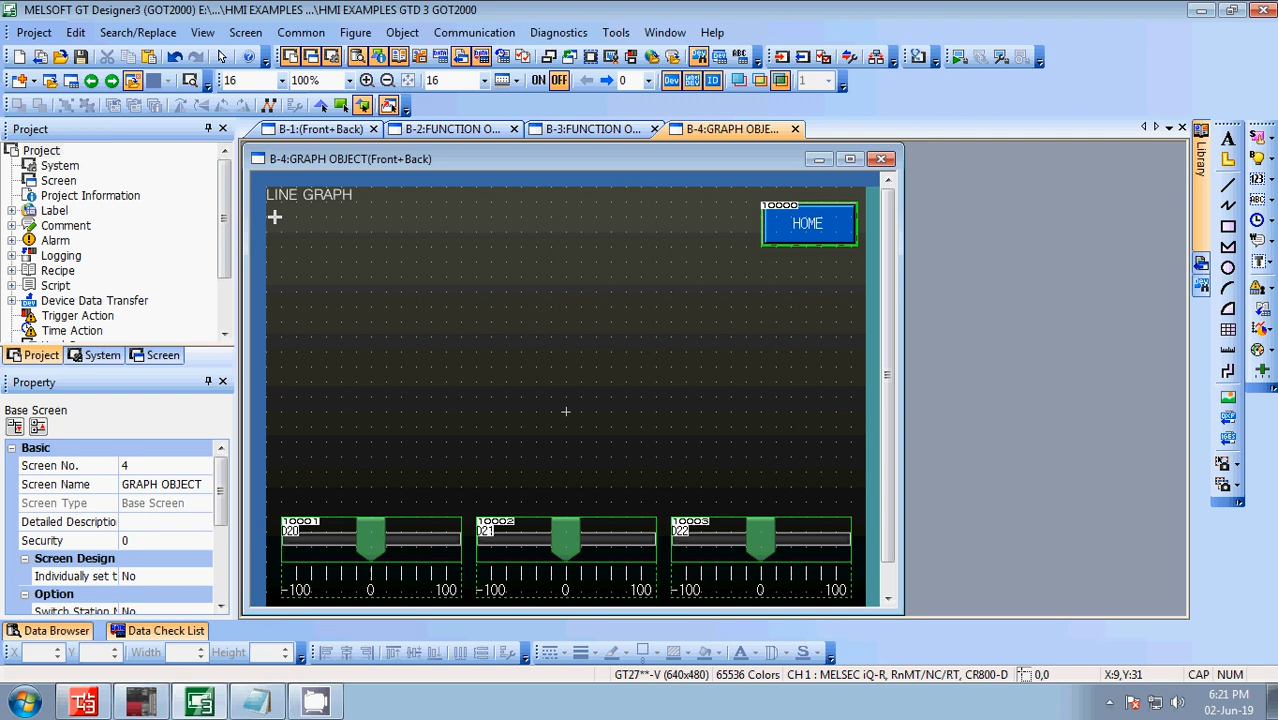 MELSOFT GT Designer3 (GOT2000) E:\...\HMI EXAMPLES ...\HMI EXAMPLES GTD 3 GOT2000
Project Edit Search/Replace View Screen Common Figure Object Communication Diagnostics Tools Window Help
16 100% 16 ON OFF 0 Dev ID 1
Project
B-1:(Front+Back) B-2:FUNCTION O... B-3:FUNCTION O... B-4:GRAPH OBJE...
Project
System
Screen
Project Information
Label
Comment
Alarm
Logging
Recipe
Script
Device Data Transfer
Trigger Action
Time Action
Project System Screen
Library
B-4:GRAPH OBJECT(Front+Back)
LINE GRAPH
10000
HOME
10001 10002 10003
D20 D21 D22
-100 0 100 -100 0 100 -100 0 100
Property
Base Screen
Basic
Screen No. 4
Screen Name GRAPH OBJECT
Screen Type Base Screen
Detailed Descriptio
Security 0
Screen Design
Individually set t No
Option
Switch Station No
Data Browser Data Check List
X Y Width Height
GT27**-V (640x480) 65536 Colors CH 1 : MELSEC iQ-R, RnMT/NC/RT, CR800-D 0,0 X:9,Y:31 CAP NUM
6:21 PM
02-Jun-19